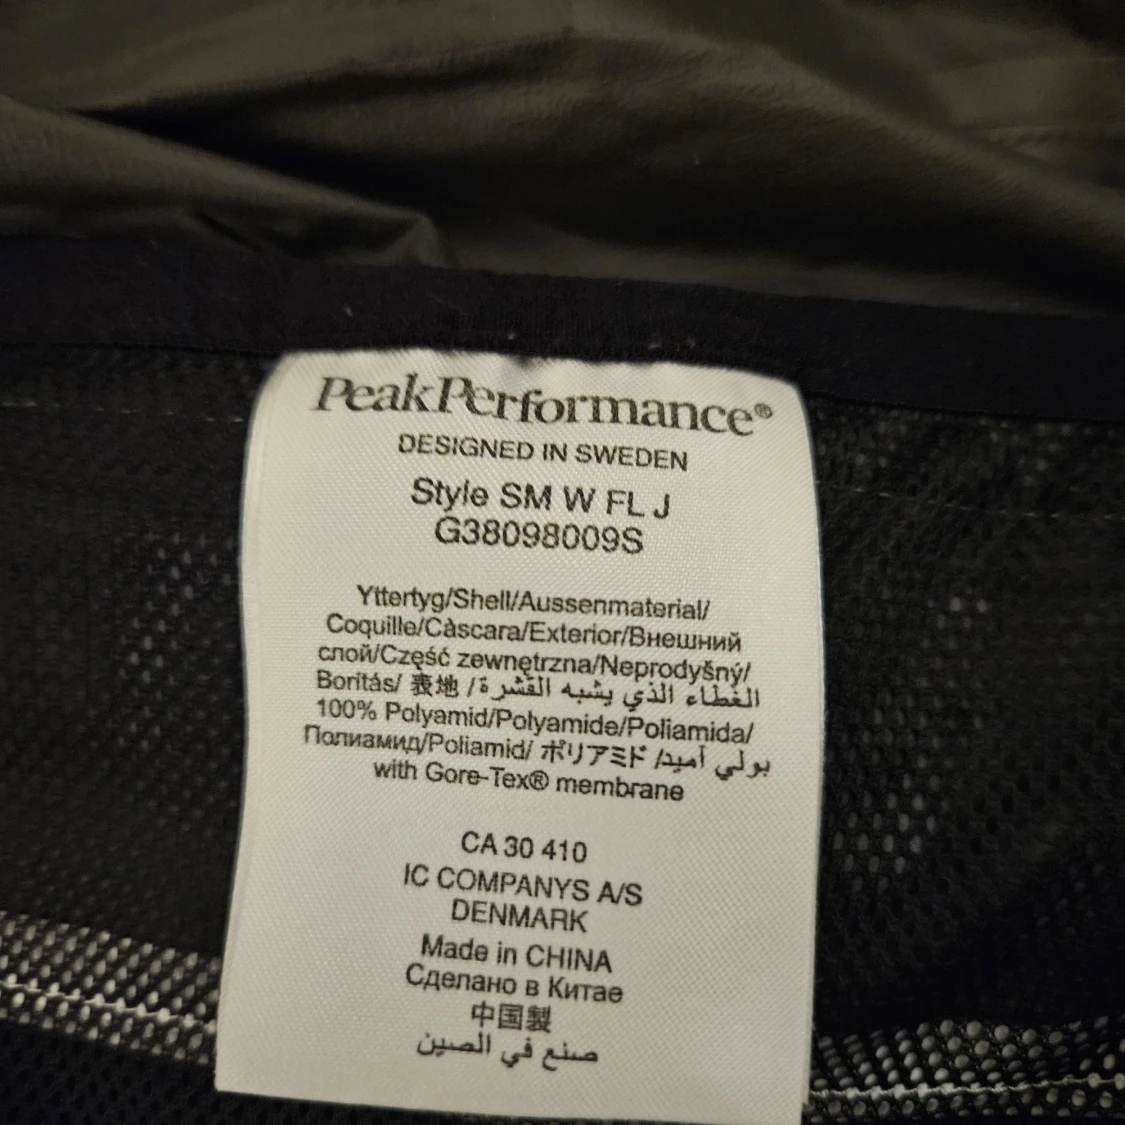 PeakPerformance®
DESIGNED IN SWEDEN
Style SM W FL J
G38098009S
Yttertyg/Shell/Aussenmaterial/
Coquille/Càscara/Exterior/Внешний
слой/Część zewnętrzna/Neprodyšný/
Borítás/ 表地 /الغطاء الذي يشبه القشرة
100% Polyamid/Polyamide/Poliamida/
Полиамид/Poliamid/ ポリアミド /بولي أميد
with Gore-Tex® membrane
CA 30 410
IC COMPANYS A/S
DENMARK
Made in CHINA
Сделано в Китае
中国製
صنع في الصين